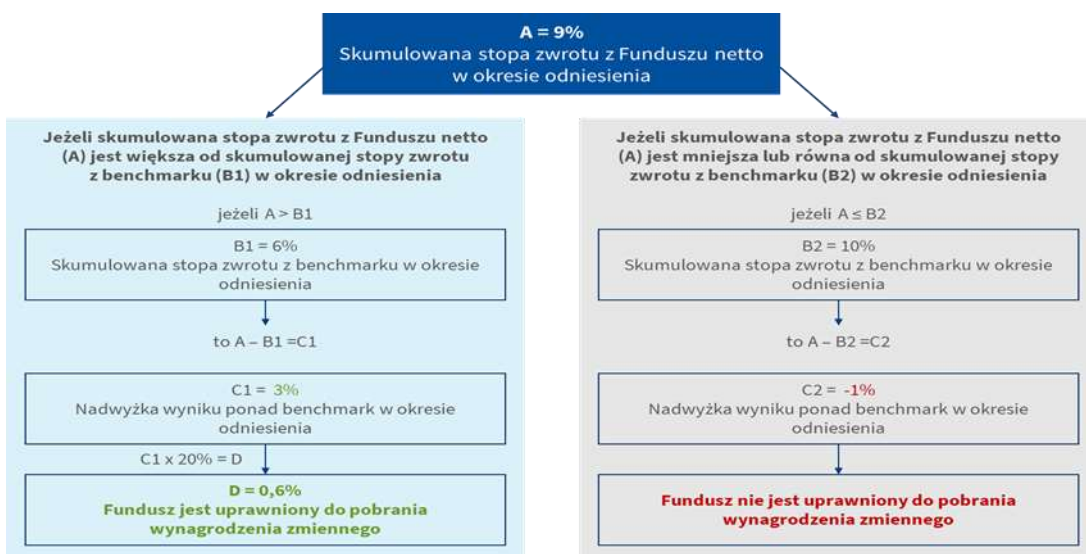 A = 9%
Skumulowana stopa zwrotu z Funduszu netto
w okresie odniesienia
Jeżeli skumulowana stopa zwrotu z Funduszu netto
(A) jest większa od skumulowanej stopy zwrotu
z benchmarku (B1) w okresie odniesienia
jeżeli A > B1
B1 = 6%
Skumulowana stopa zwrotu z benchmarku w okresie
odniesienia
to A – B1 =C1
C1 = 3%
Nadwyżka wyniku ponad benchmark w okresie
odniesienia
C1 x 20% = D
D = 0,6%
Fundusz jest uprawniony do pobrania
wynagrodzenia zmiennego
Jeżeli skumulowana stopa zwrotu z Funduszu netto
(A) jest mniejsza lub równa od skumulowanej stopy
zwrotu z benchmarku (B2) w okresie odniesienia
jeżeli A ≤ B2
B2 = 10%
Skumulowana stopa zwrotu z benchmarku w okresie
odniesienia
to A – B2 =C2
C2 = -1%
Nadwyżka wyniku ponad benchmark w okresie
odniesienia
Fundusz nie jest uprawniony do pobrania
wynagrodzenia zmiennego